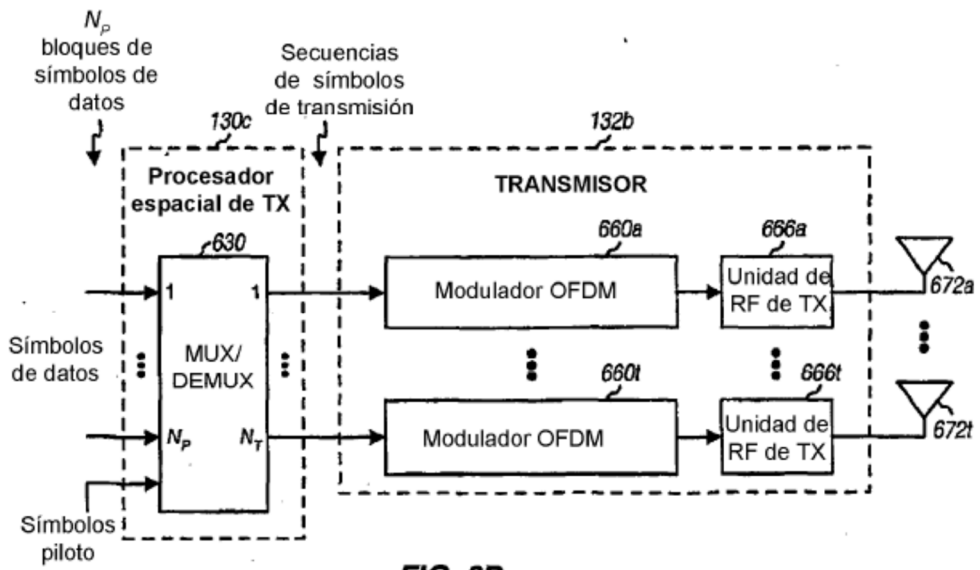 N_P
bloques de
símbolos de
datos
Secuencias
de símbolos
de transmisión
130c
132b
Procesador
espacial de TX
TRANSMISOR
630
660a
666a
1
1
Modulador OFDM
Unidad de
RF de TX
672a
Símbolos
de datos
MUX/
DEMUX
660t
666t
N_P
N_T
Modulador OFDM
Unidad de
RF de TX
672t
Símbolos
piloto